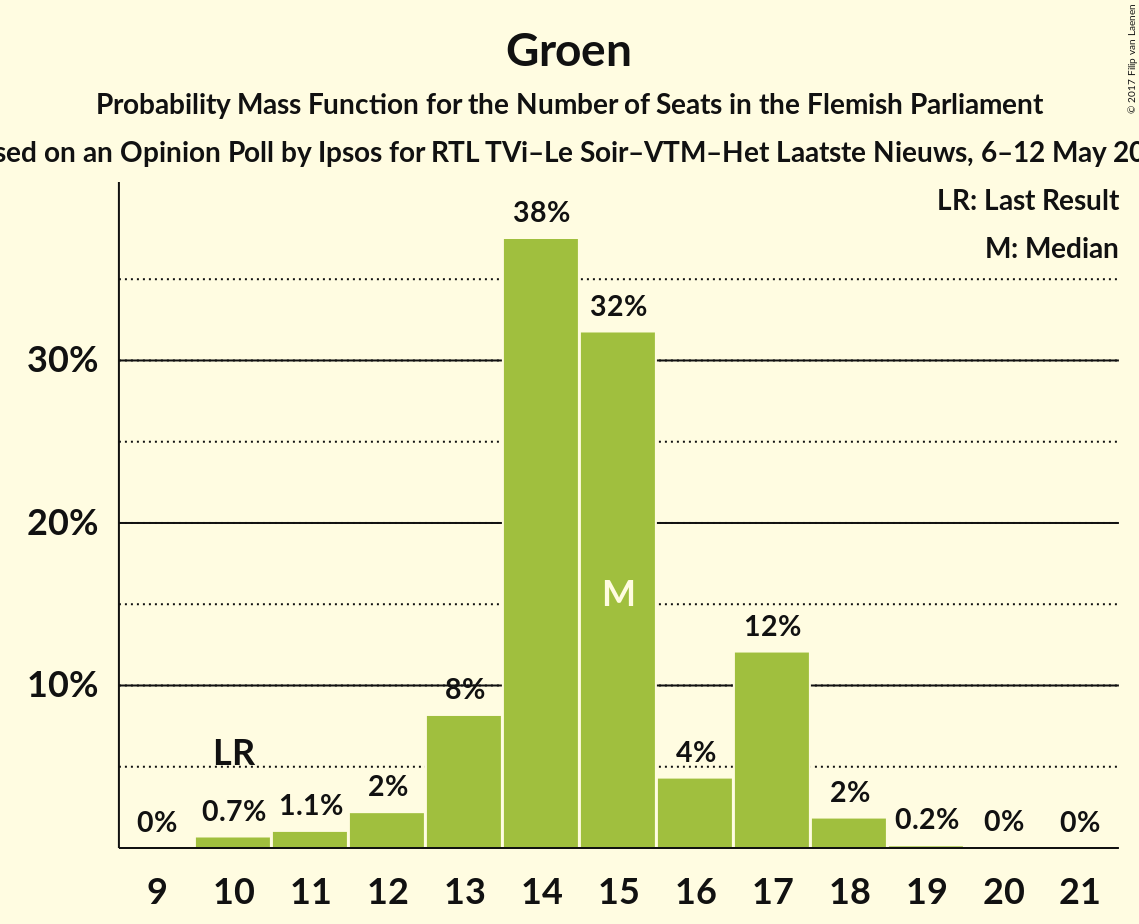 Groen
Probability Mass Function for the Number of Seats in the Flemish Parliament
on an Opinion Poll by Ipsos for RTL TVi–Le Soir–VTM–Het Laatste Nieuws, 6–12 May
© 2017 Filip van Laenen
LR: Last Result
M: Median
30%
20%
10%
0%
0.7%
1.1%
2%
8%
38%
32%
4%
12%
2%
0.2%
0%
0%
LR
M
9 10 11 12 13 14 15 16 17 18 19 20 21